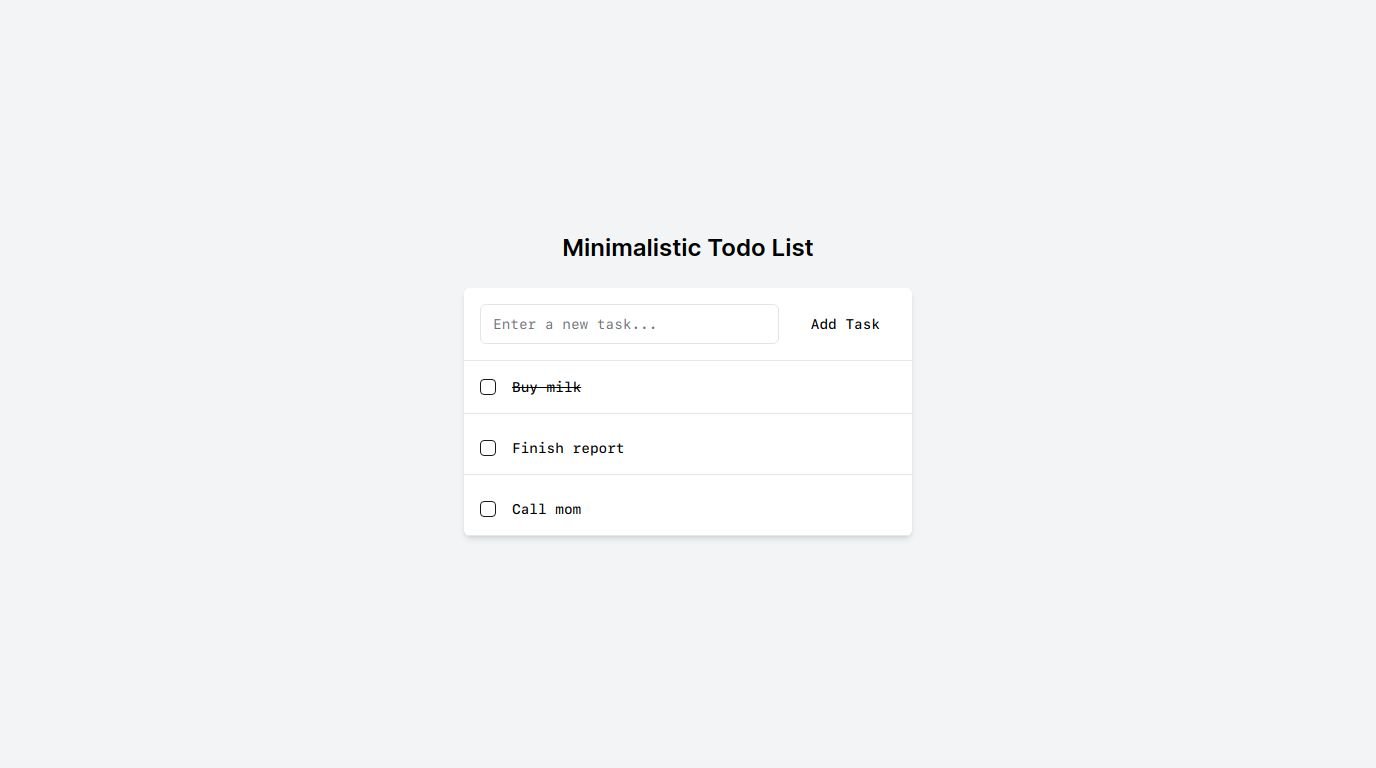 Minimalistic Todo List
Enter a new task...
Add Task
Buy milk
Finish report
Call mom